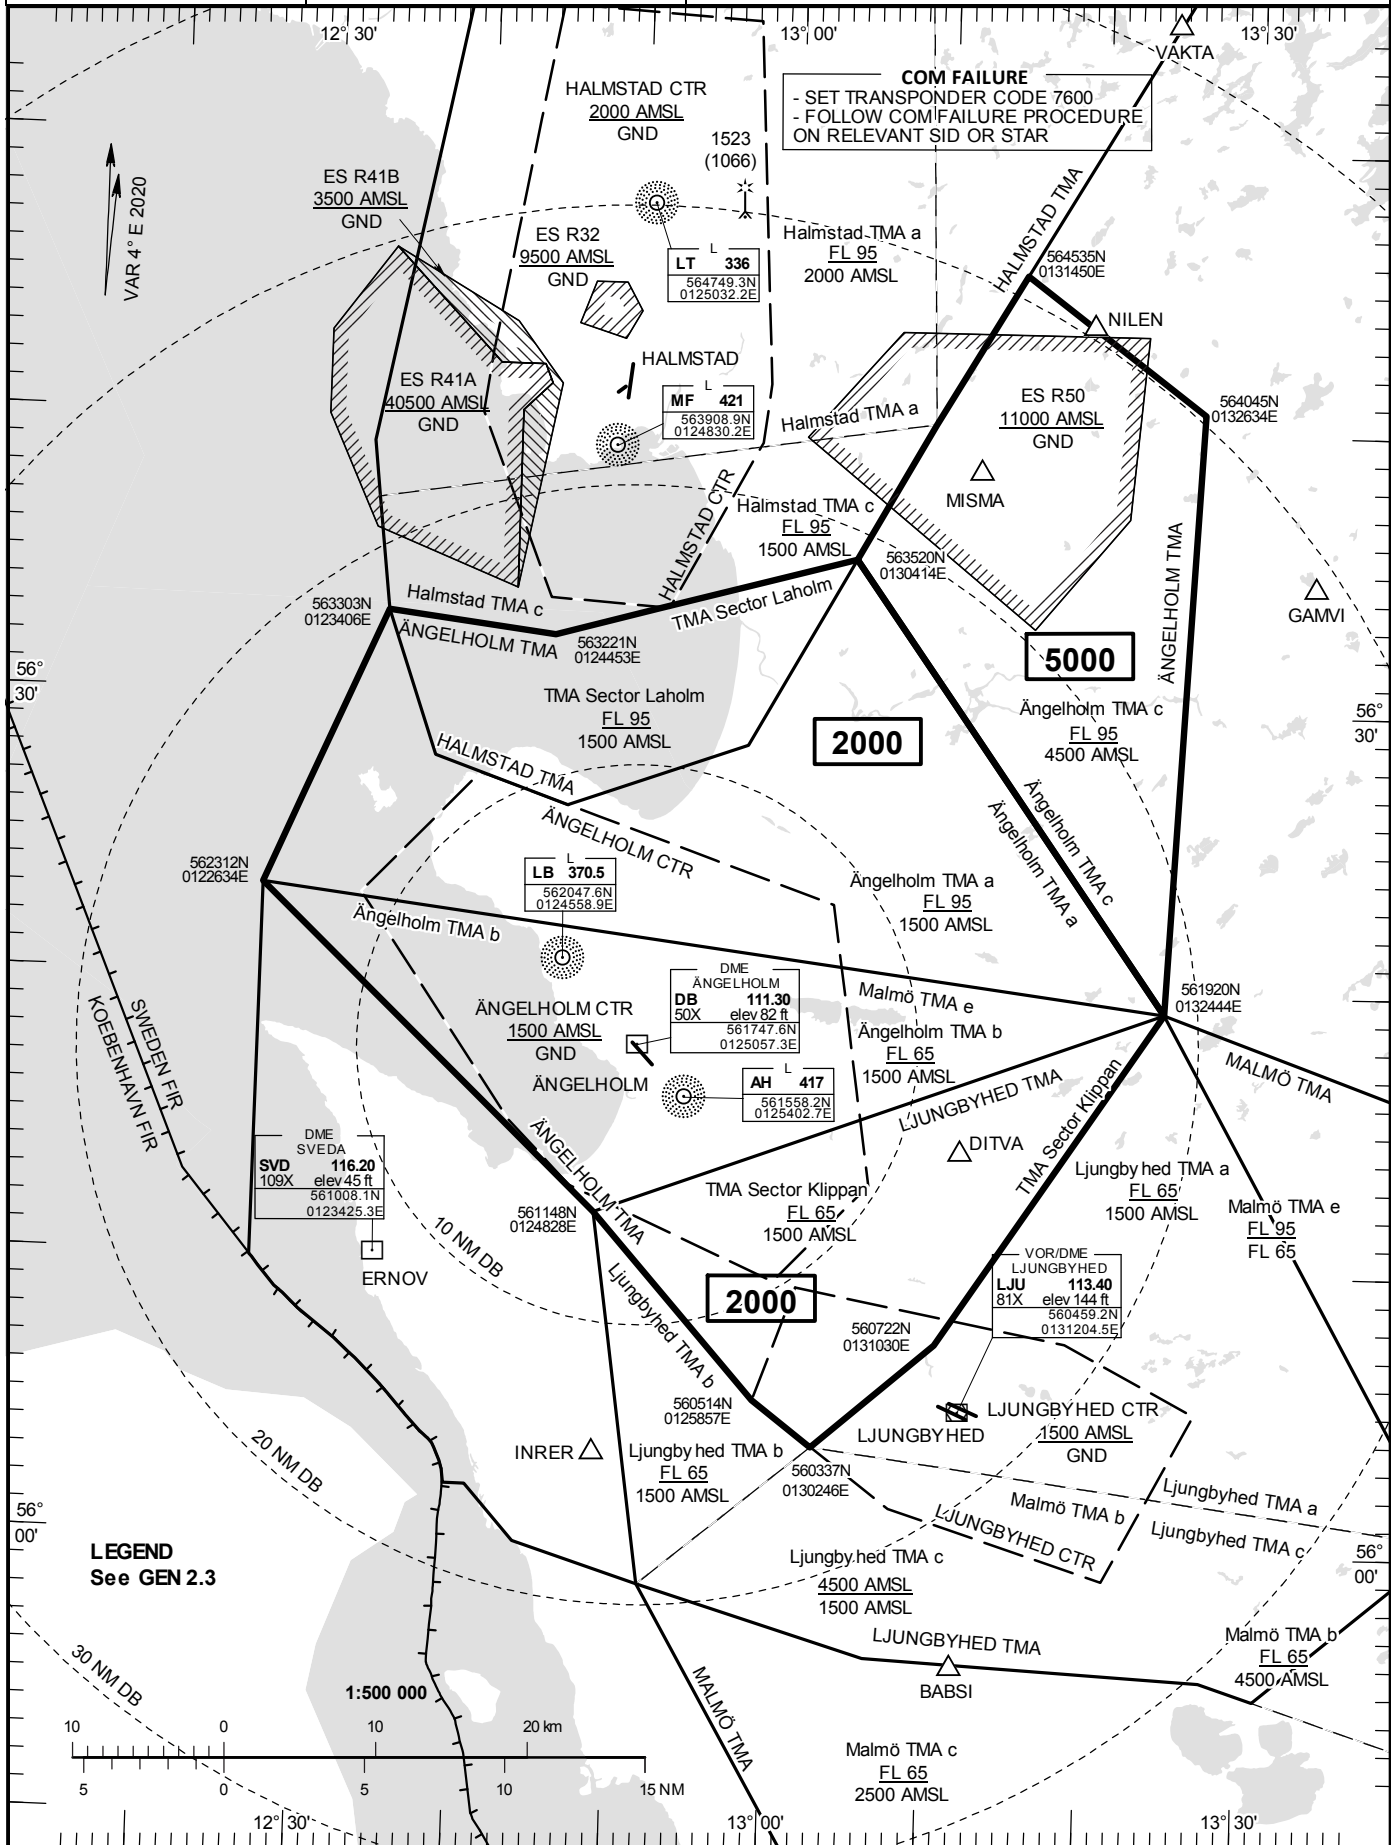 12° 30'
13° 00'
13° 30'
VAKTA
COM FAILURE
- SET TRANSPONDER CODE 7600
- FOLLOW COM FAILURE PROCEDURE
ON RELEVANT SID OR STAR
HALMSTAD CTR
2000 AMSL
GND
1523
(1066)
VAR 4° E 2020
ES R41B
3500 AMSL
GND
ES R32
9500 AMSL
GND
L
LT 336
564749.3N
0125032.2E
Halmstad TMA a
FL 95
2000 AMSL
HALMSTAD TMA
564535N
0131450E
NILEN
HALMSTAD
ES R41A
40500 AMSL
GND
L
MF 421
563908.9N
0124830.2E
Halmstad TMA a
ES R50
11000 AMSL
GND
564045N
0132634E
MISMA
HALMSTAD CTR
Halmstad TMA c
FL 95
1500 AMSL
563520N
0130414E
ÄNGELHOLM TMA
GAMVI
563303N
0123406E
Halmstad TMA c
ÄNGELHOLM TMA
TMA Sector Laholm
563221N
0124453E
5000
56°
30'
TMA Sector Laholm
FL 95
1500 AMSL
Ängelholm TMA c
FL 95
4500 AMSL
56°
30'
2000
HALMSTAD TMA
ÄNGELHOLM CTR
Ängelholm TMA c
Ängelholm TMA a
562312N
0122634E
L
LB 370.5
562047.6N
0124558.9E
Ängelholm TMA a
FL 95
1500 AMSL
Ängelholm TMA b
Malmö TMA e
DME
ÄNGELHOLM
DB 111.30
50X elev 82 ft
561747.6N
0125057.3E
561920N
0132444E
SWEDEN FIR
KOEBENHAVN FIR
ÄNGELHOLM CTR
1500 AMSL
GND
Ängelholm TMA b
FL 65
1500 AMSL
ÄNGELHOLM
L
AH 417
561558.2N
0125402.7E
LJUNGBYHED TMA
MALMÖ TMA
DME
SVEDA
SVD 116.20
109X elev 45 ft
561008.1N
0123425.3E
ERNOV
ÄNGELHOLM TMA
DITVA
TMA Sector Klippan
Ljungbyhed TMA a
FL 65
1500 AMSL
TMA Sector Klippan
FL 65
1500 AMSL
561148N
0124828E
Malmö TMA e
FL 95
FL 65
10 NM DB
VOR/DME
LJUNGBYHED
LJU 113.40
81X elev 144 ft
560459.2N
0131204.5E
2000
Ljungbyhed TMA b
560722N
0131030E
560514N
0125857E
LJUNGBYHED
LJUNGBYHED CTR
1500 AMSL
GND
20 NM DB
INRER
Ljungbyhed TMA b
FL 65
1500 AMSL
560337N
0130246E
Ljungbyhed TMA a
Malmö TMA b
Ljungbyhed TMA c
LJUNGBYHED CTR
56°
00'
56°
00'
LEGEND
See GEN 2.3
Ljungbyhed TMA c
4500 AMSL
1500 AMSL
LJUNGBYHED TMA
BABSI
Malmö TMA b
FL 65
4500 AMSL
30 NM DB
MALMÖ TMA
1:500 000
10 0 10 20 km
5 0 5 10 15 NM
Malmö TMA c
FL 65
2500 AMSL
12° 30'
13° 00'
13° 30'